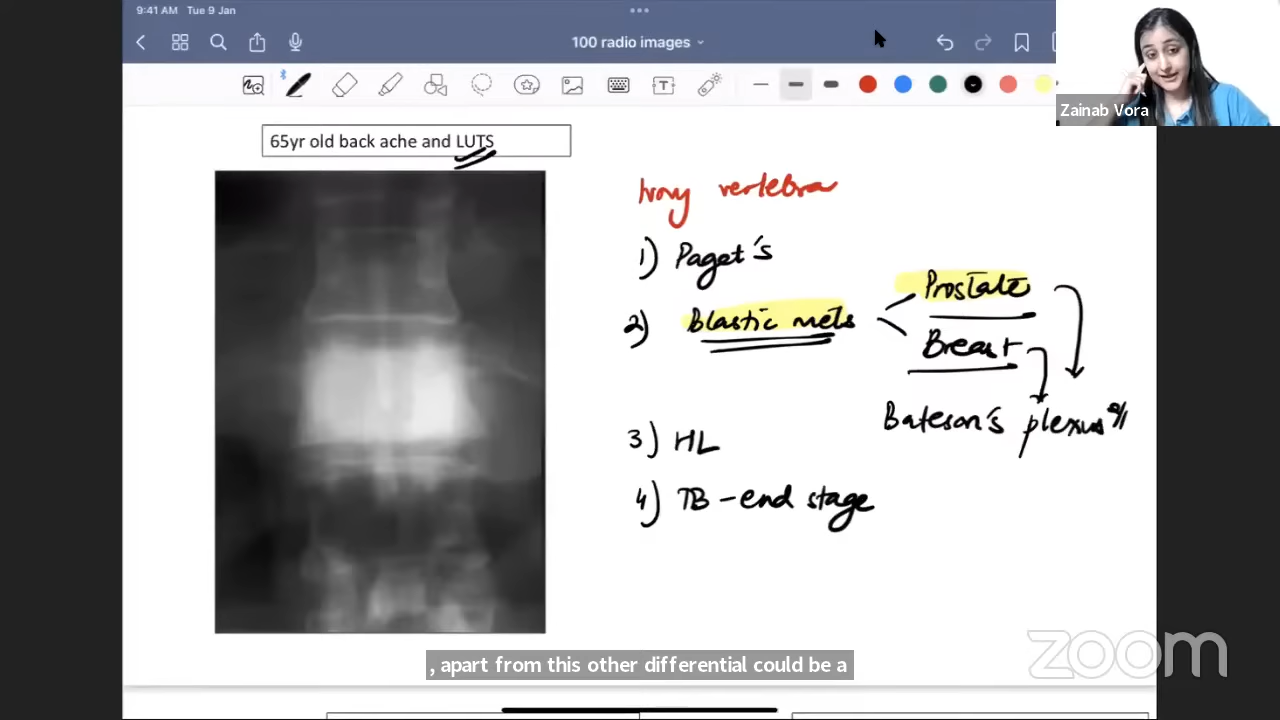 9:41 AM Tue 9 Jan
100 radio images
Zainab Vora
65yr old back ache and LUTS
Ivory vertebra
1) Paget's
2) Blastic mets
Prostate
Breast
Bateson's plexus
3) HL
4) TB - end stage
zoom
, apart from this other differential could be a